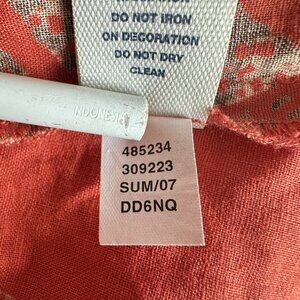 DO NOT IRON
ON DECORATION
DO NOT DRY
CLEAN
INDONESIA
485234
309223
SUM/07
DD6NQ